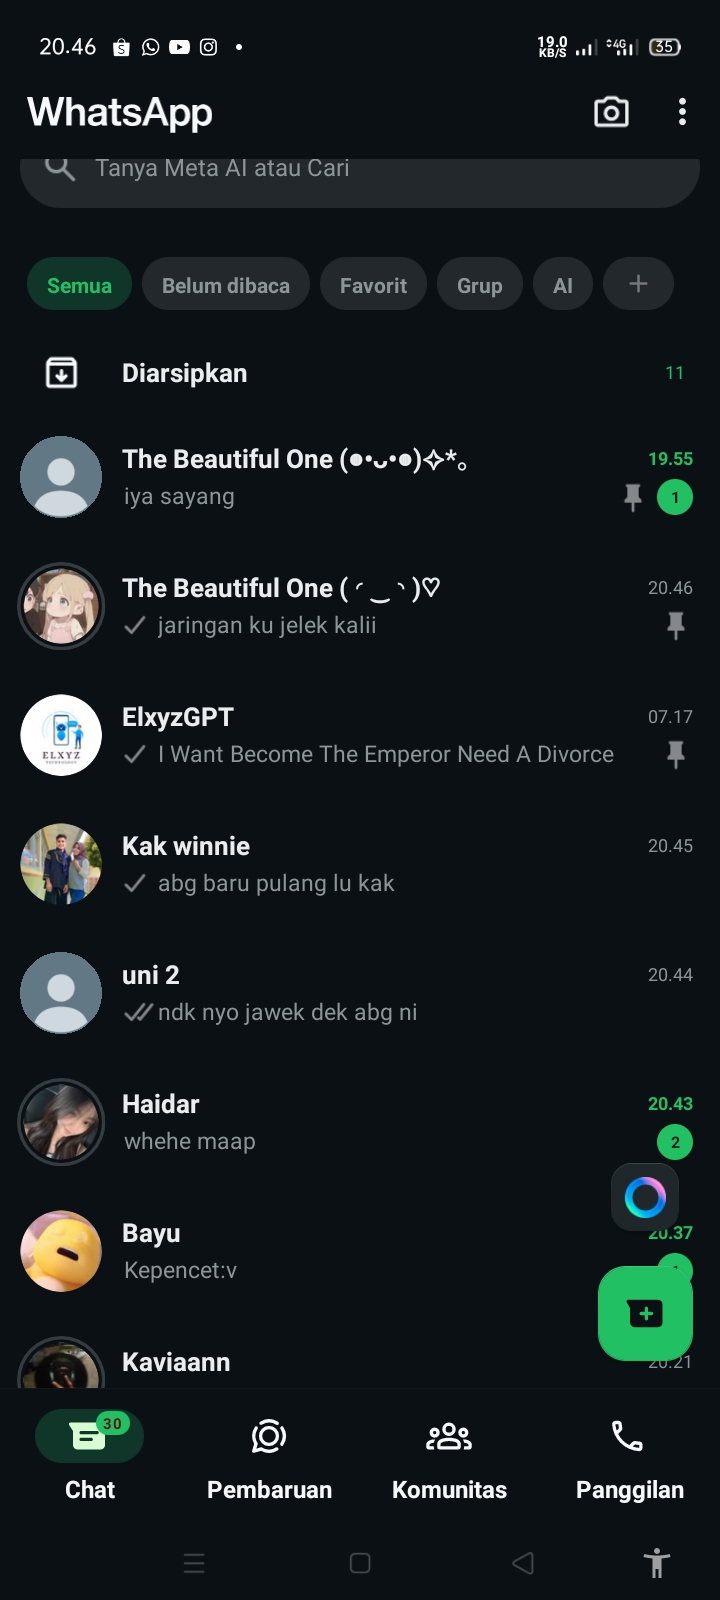 20.46
19.0
KB/S
4G
35
WhatsApp
Tanya Meta AI atau Cari
Semua
Belum dibaca
Favorit
Grup
AI
Diarsipkan
11
The Beautiful One (●•ᴗ•●)✧*。
19.55
iya sayang
1
The Beautiful One ( ◜‿◝ )♡
20.46
jaringan ku jelek kalii
ElxyzGPT
07.17
ELXYZ
I Want Become The Emperor Need A Divorce
Kak winnie
20.45
abg baru pulang lu kak
uni 2
20.44
ndk nyo jawek dek abg ni
Haidar
20.43
whehe maap
2
Bayu
20.37
Kepencet:v
Kaviaann
20.21
30
Chat
Pembaruan
Komunitas
Panggilan